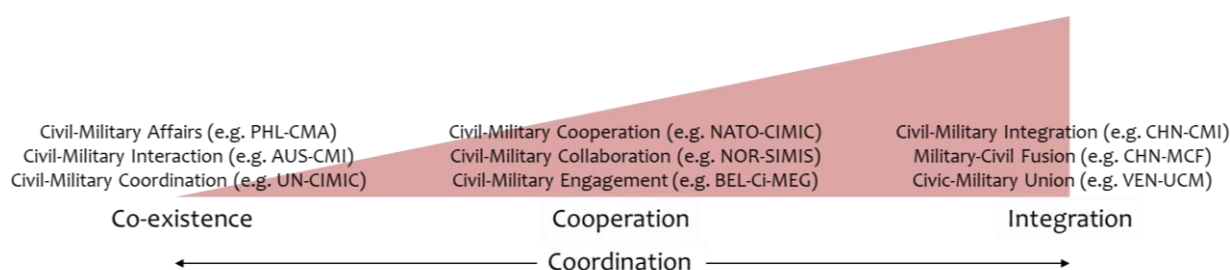 Civil-Military Affairs (e.g. PHL-CMA)
Civil-Military Interaction (e.g. AUS-CMI)
Civil-Military Coordination (e.g. UN-CIMIC)
Co-existence
Civil-Military Cooperation (e.g. NATO-CIMIC)
Civil-Military Collaboration (e.g. NOR-SIMIS)
Civil-Military Engagement (e.g. BEL-Ci-MEG)
Cooperation
Civil-Military Integration (e.g. CHN-CMI)
Military-Civil Fusion (e.g. CHN-MCF)
Civic-Military Union (e.g. VEN-UCM)
Integration
Coordination